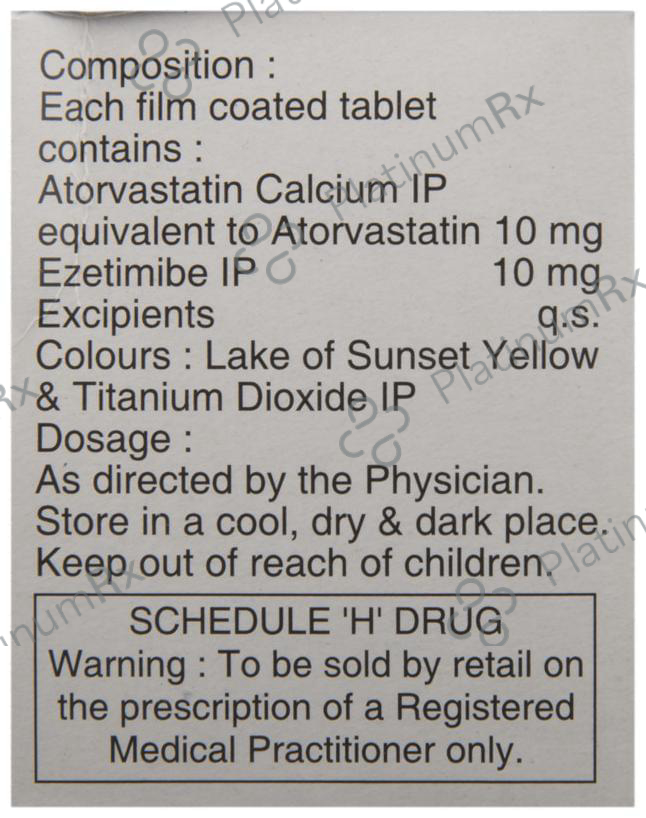 Composition :
Each film coated tablet
contains :
Atorvastatin Calcium IP
equivalent to Atorvastatin 10 mg
Ezetimibe IP 10 mg
Excipients q.s.
Colours : Lake of Sunset Yellow
& Titanium Dioxide IP
Dosage :
As directed by the Physician.
Store in a cool, dry & dark place.
Keep out of reach of children.
SCHEDULE 'H' DRUG
Warning : To be sold by retail on
the prescription of a Registered
Medical Practitioner only.
PlatinumRx
PlatinumRx